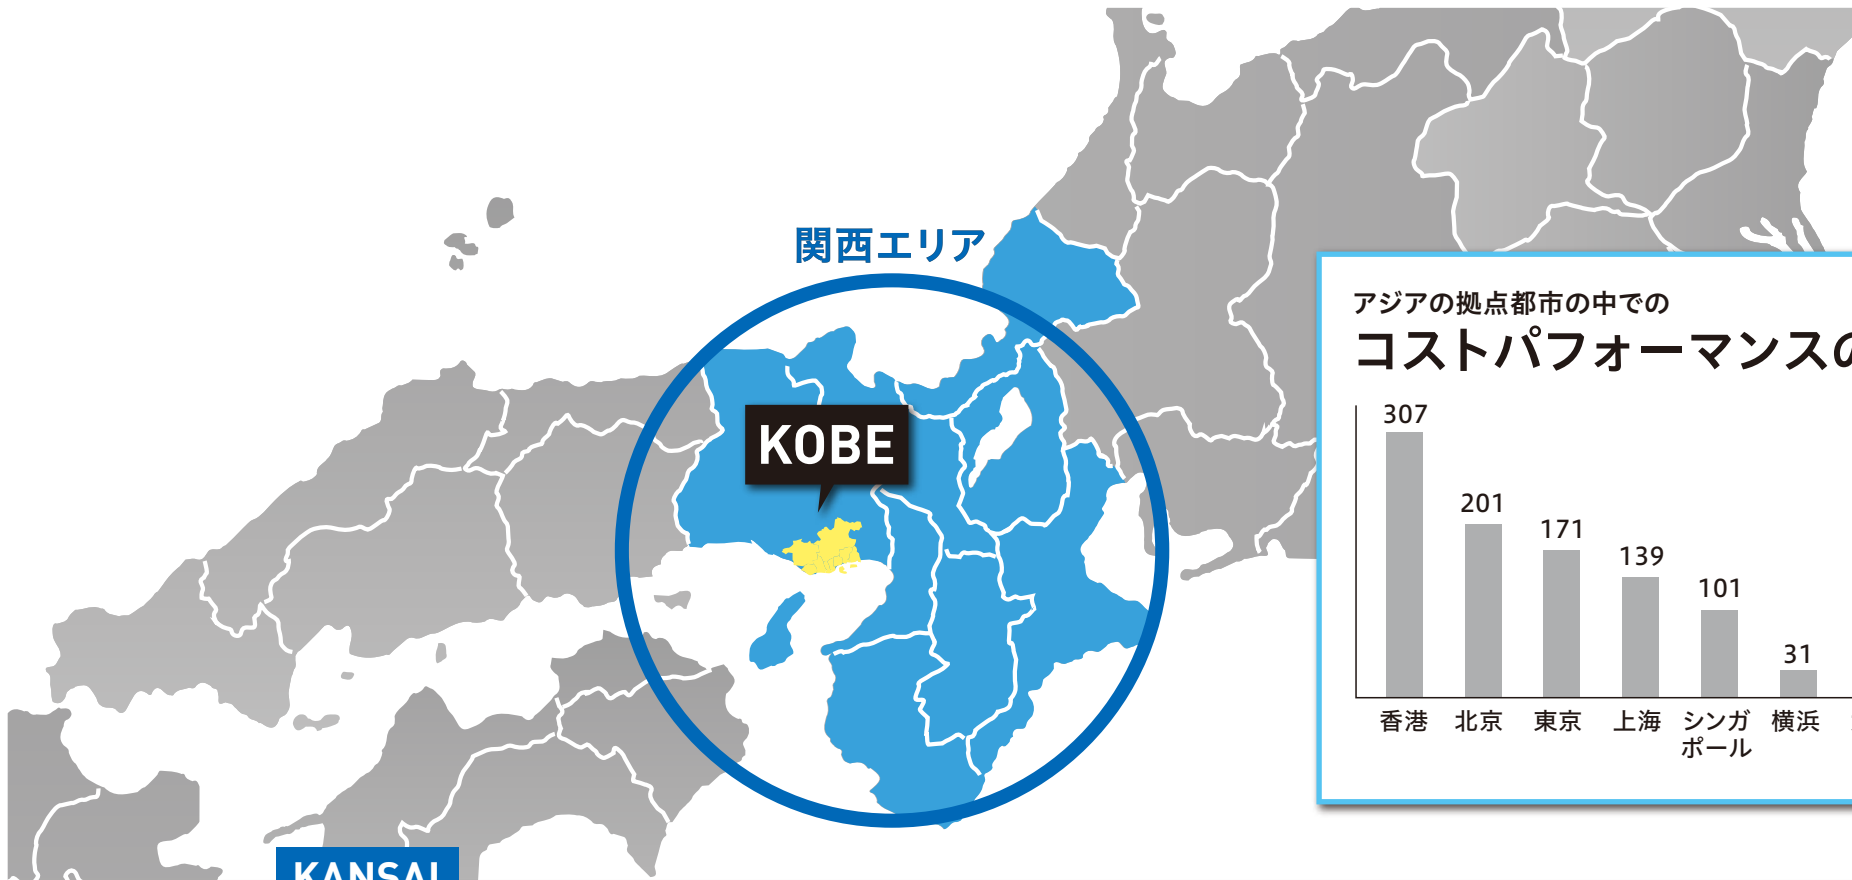 関西エリア
KOBE
アジアの拠点都市の中での
コストパフォーマンスの
307
201
171
139
101
31
香港
北京
東京
上海
シンガ
ポール
横浜
KANSAI